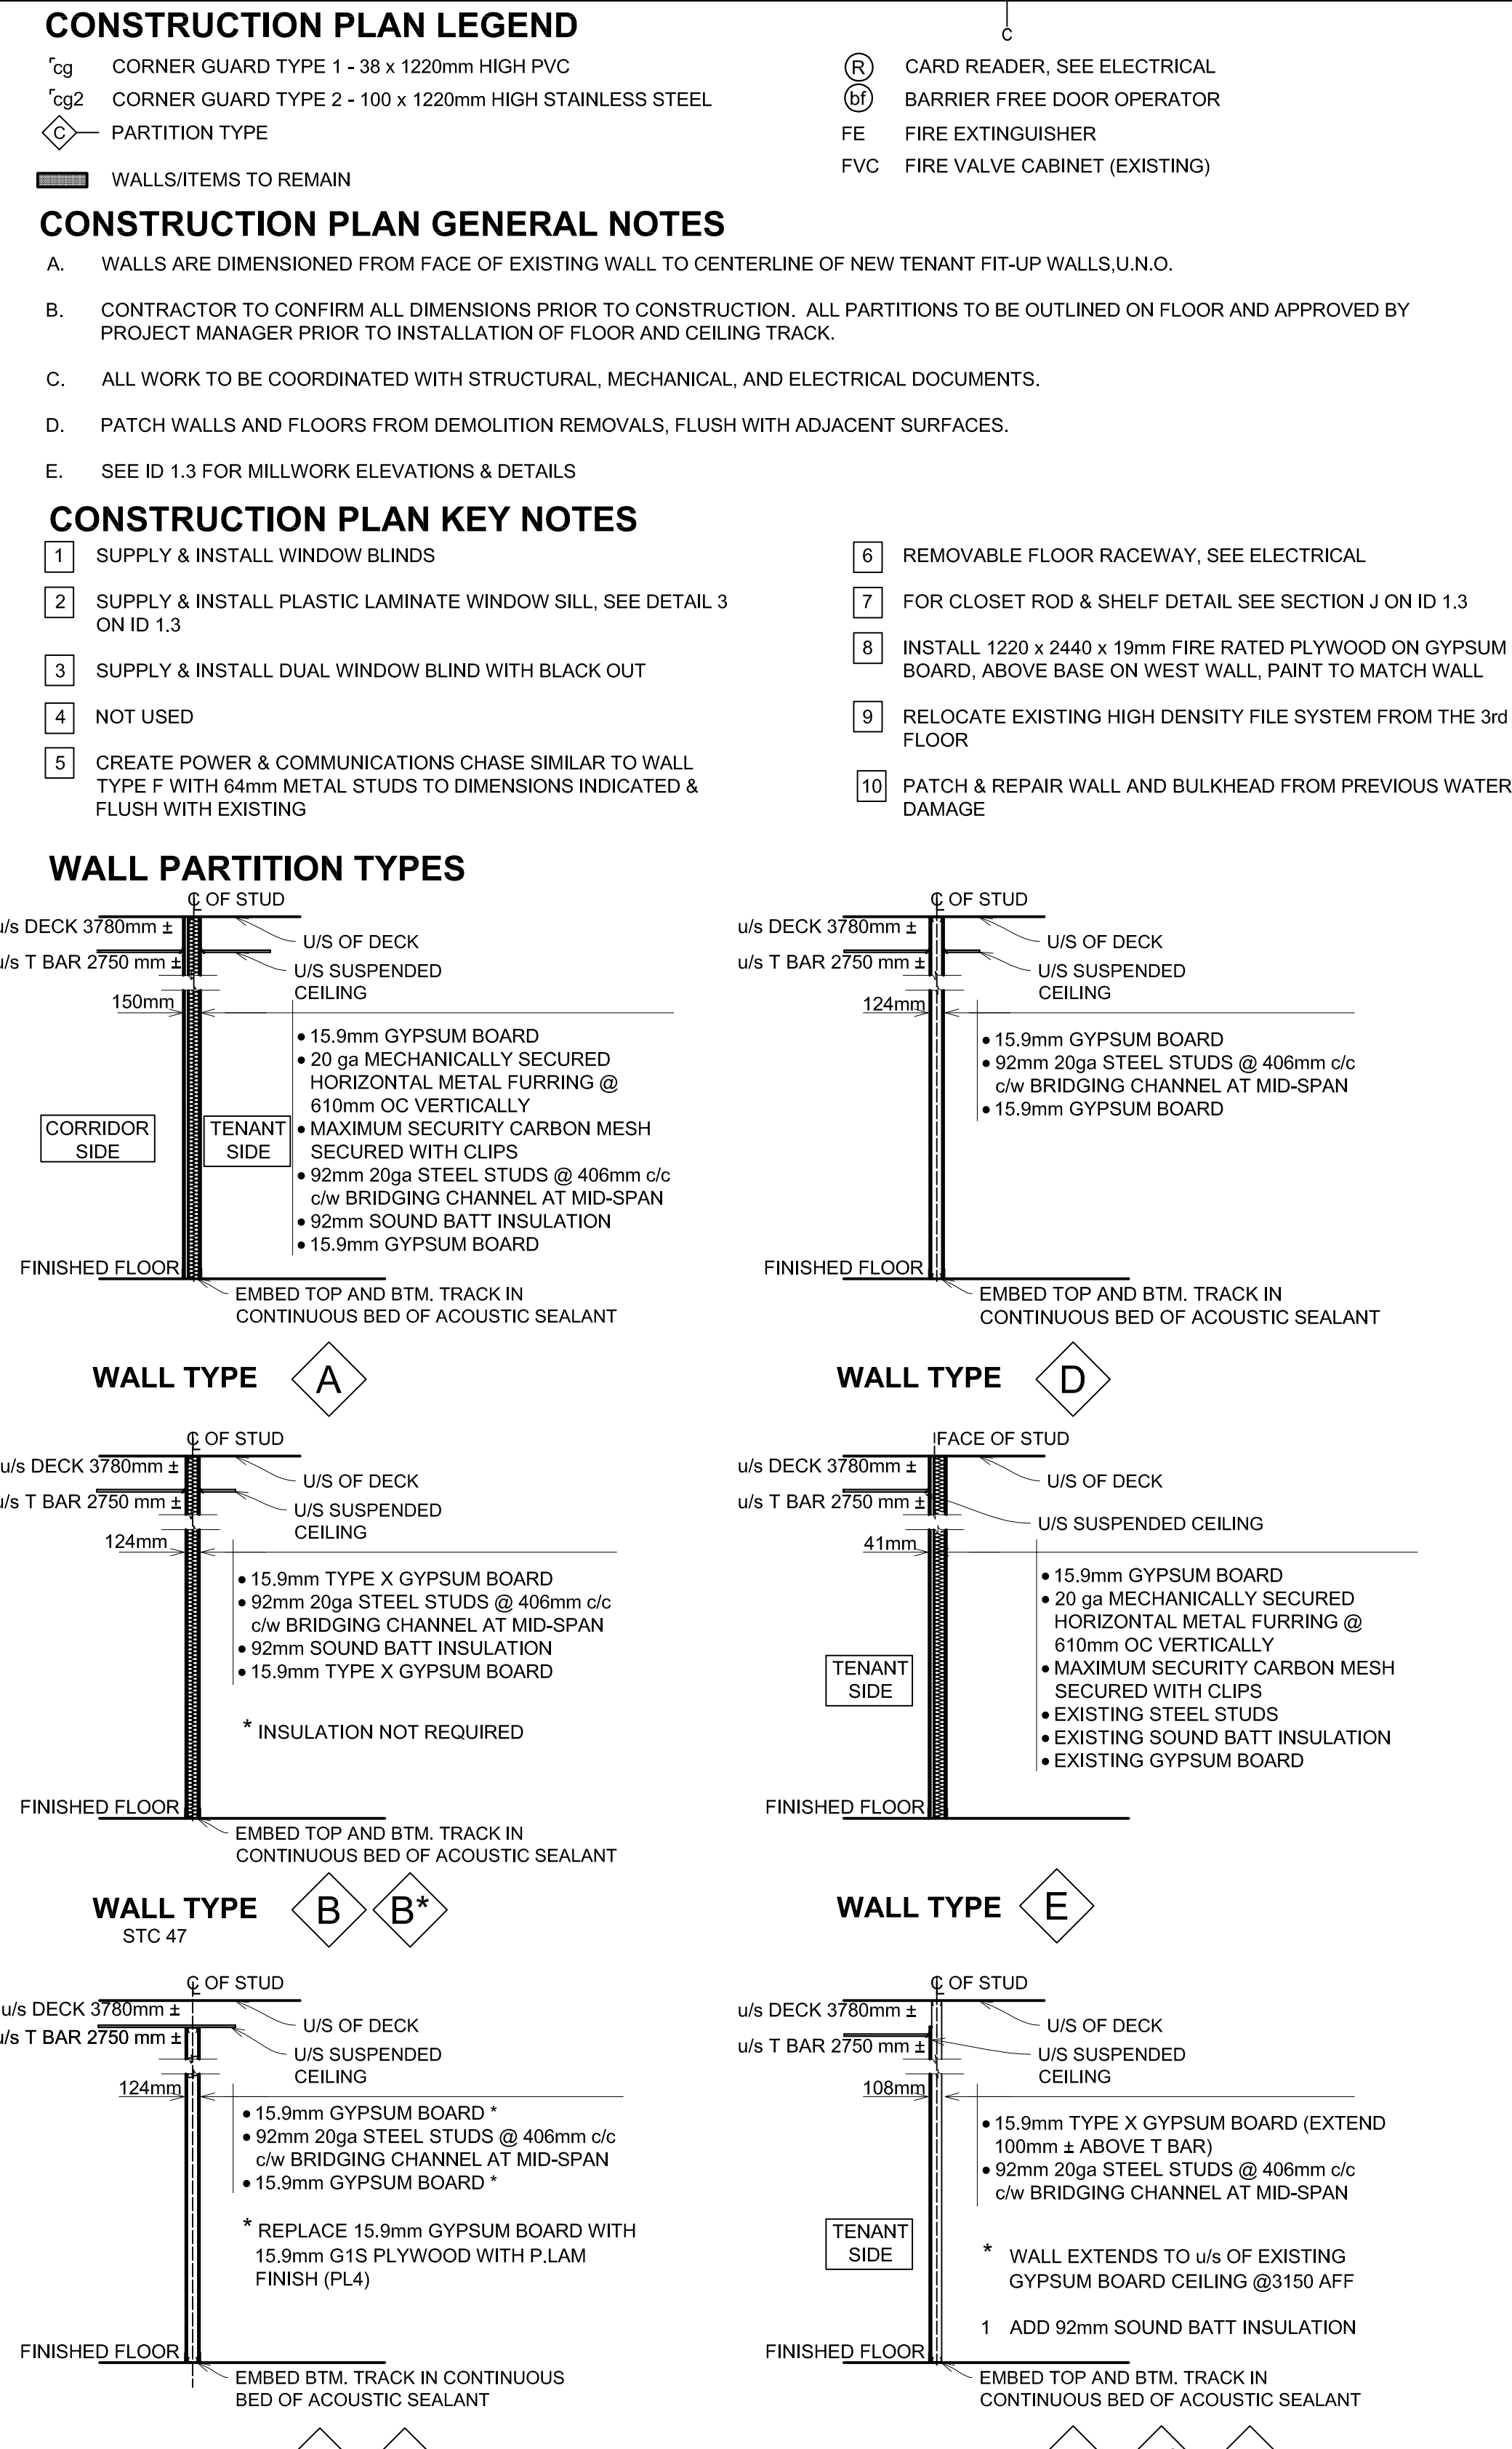 C
CONSTRUCTION PLAN LEGEND
cg CORNER GUARD TYPE 1 - 38 x 1220mm HIGH PVC
cg2 CORNER GUARD TYPE 2 - 100 x 1220mm HIGH STAINLESS STEEL
C PARTITION TYPE
WALLS/ITEMS TO REMAIN
R CARD READER, SEE ELECTRICAL
bf BARRIER FREE DOOR OPERATOR
FE FIRE EXTINGUISHER
FVC FIRE VALVE CABINET (EXISTING)
CONSTRUCTION PLAN GENERAL NOTES
A. WALLS ARE DIMENSIONED FROM FACE OF EXISTING WALL TO CENTERLINE OF NEW TENANT FIT-UP WALLS,U.N.O.
B. CONTRACTOR TO CONFIRM ALL DIMENSIONS PRIOR TO CONSTRUCTION. ALL PARTITIONS TO BE OUTLINED ON FLOOR AND APPROVED BY
PROJECT MANAGER PRIOR TO INSTALLATION OF FLOOR AND CEILING TRACK.
C. ALL WORK TO BE COORDINATED WITH STRUCTURAL, MECHANICAL, AND ELECTRICAL DOCUMENTS.
D. PATCH WALLS AND FLOORS FROM DEMOLITION REMOVALS, FLUSH WITH ADJACENT SURFACES.
E. SEE ID 1.3 FOR MILLWORK ELEVATIONS & DETAILS
CONSTRUCTION PLAN KEY NOTES
1 SUPPLY & INSTALL WINDOW BLINDS
2 SUPPLY & INSTALL PLASTIC LAMINATE WINDOW SILL, SEE DETAIL 3
ON ID 1.3
3 SUPPLY & INSTALL DUAL WINDOW BLIND WITH BLACK OUT
4 NOT USED
5 CREATE POWER & COMMUNICATIONS CHASE SIMILAR TO WALL
TYPE F WITH 64mm METAL STUDS TO DIMENSIONS INDICATED &
FLUSH WITH EXISTING
6 REMOVABLE FLOOR RACEWAY, SEE ELECTRICAL
7 FOR CLOSET ROD & SHELF DETAIL SEE SECTION J ON ID 1.3
8 INSTALL 1220 x 2440 x 19mm FIRE RATED PLYWOOD ON GYPSUM
BOARD, ABOVE BASE ON WEST WALL, PAINT TO MATCH WALL
9 RELOCATE EXISTING HIGH DENSITY FILE SYSTEM FROM THE 3rd
FLOOR
10 PATCH & REPAIR WALL AND BULKHEAD FROM PREVIOUS WATER
DAMAGE
WALL PARTITION TYPES
℄ OF STUD
u/s DECK 3780mm ±
U/S OF DECK
u/s T BAR 2750 mm ±
U/S SUSPENDED
CEILING
150mm
• 15.9mm GYPSUM BOARD
• 20 ga MECHANICALLY SECURED
HORIZONTAL METAL FURRING @
610mm OC VERTICALLY
• MAXIMUM SECURITY CARBON MESH
SECURED WITH CLIPS
• 92mm 20ga STEEL STUDS @ 406mm c/c
c/w BRIDGING CHANNEL AT MID-SPAN
• 92mm SOUND BATT INSULATION
• 15.9mm GYPSUM BOARD
CORRIDOR
SIDE
TENANT
SIDE
FINISHED FLOOR
EMBED TOP AND BTM. TRACK IN
CONTINUOUS BED OF ACOUSTIC SEALANT
WALL TYPE A
℄ OF STUD
u/s DECK 3780mm ±
U/S OF DECK
u/s T BAR 2750 mm ±
U/S SUSPENDED
CEILING
124mm
• 15.9mm GYPSUM BOARD
• 92mm 20ga STEEL STUDS @ 406mm c/c
c/w BRIDGING CHANNEL AT MID-SPAN
• 15.9mm GYPSUM BOARD
FINISHED FLOOR
EMBED TOP AND BTM. TRACK IN
CONTINUOUS BED OF ACOUSTIC SEALANT
WALL TYPE D
℄ OF STUD
u/s DECK 3780mm ±
U/S OF DECK
u/s T BAR 2750 mm ±
U/S SUSPENDED
CEILING
124mm
• 15.9mm TYPE X GYPSUM BOARD
• 92mm 20ga STEEL STUDS @ 406mm c/c
c/w BRIDGING CHANNEL AT MID-SPAN
• 92mm SOUND BATT INSULATION
• 15.9mm TYPE X GYPSUM BOARD
* INSULATION NOT REQUIRED
FINISHED FLOOR
EMBED TOP AND BTM. TRACK IN
CONTINUOUS BED OF ACOUSTIC SEALANT
WALL TYPE B B*
STC 47
FACE OF STUD
u/s DECK 3780mm ±
U/S OF DECK
u/s T BAR 2750 mm ±
U/S SUSPENDED CEILING
41mm
• 15.9mm GYPSUM BOARD
• 20 ga MECHANICALLY SECURED
HORIZONTAL METAL FURRING @
610mm OC VERTICALLY
• MAXIMUM SECURITY CARBON MESH
SECURED WITH CLIPS
• EXISTING STEEL STUDS
• EXISTING SOUND BATT INSULATION
• EXISTING GYPSUM BOARD
TENANT
SIDE
FINISHED FLOOR
WALL TYPE E
℄ OF STUD
u/s DECK 3780mm ±
U/S OF DECK
u/s T BAR 2750 mm ±
U/S SUSPENDED
CEILING
124mm
• 15.9mm GYPSUM BOARD *
• 92mm 20ga STEEL STUDS @ 406mm c/c
c/w BRIDGING CHANNEL AT MID-SPAN
• 15.9mm GYPSUM BOARD *
* REPLACE 15.9mm GYPSUM BOARD WITH
15.9mm G1S PLYWOOD WITH P.LAM
FINISH (PL4)
FINISHED FLOOR
EMBED BTM. TRACK IN CONTINUOUS
BED OF ACOUSTIC SEALANT
℄ OF STUD
u/s DECK 3780mm ±
U/S OF DECK
u/s T BAR 2750 mm ±
U/S SUSPENDED
CEILING
108mm
• 15.9mm TYPE X GYPSUM BOARD (EXTEND
100mm ± ABOVE T BAR)
• 92mm 20ga STEEL STUDS @ 406mm c/c
c/w BRIDGING CHANNEL AT MID-SPAN
TENANT
SIDE
* WALL EXTENDS TO u/s OF EXISTING
GYPSUM BOARD CEILING @3150 AFF
1 ADD 92mm SOUND BATT INSULATION
FINISHED FLOOR
EMBED TOP AND BTM. TRACK IN
CONTINUOUS BED OF ACOUSTIC SEALANT